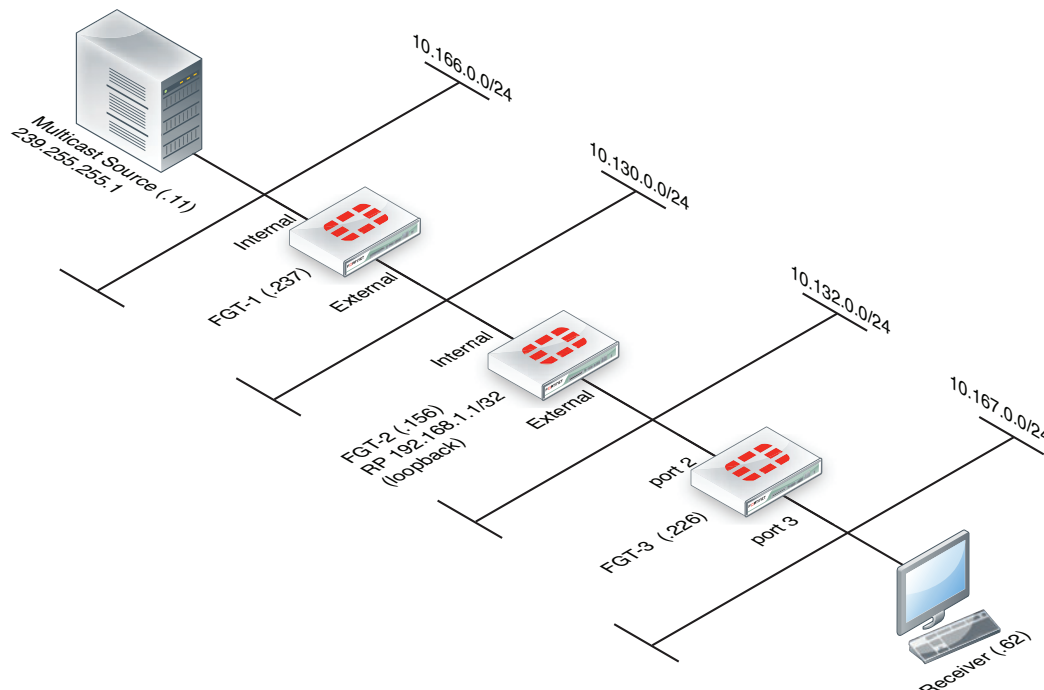 10.166.0.0/24
Multicast Source (.11)
239.255.255.1
10.130.0.0/24
Internal
FGT-1 (.237)
External
10.132.0.0/24
Internal
FGT-2 (.156)
RP 192.168.1.1/32
(loopback)
External
10.167.0.0/24
port 2
FGT-3 (.226)
port 3
Receiver (.62)